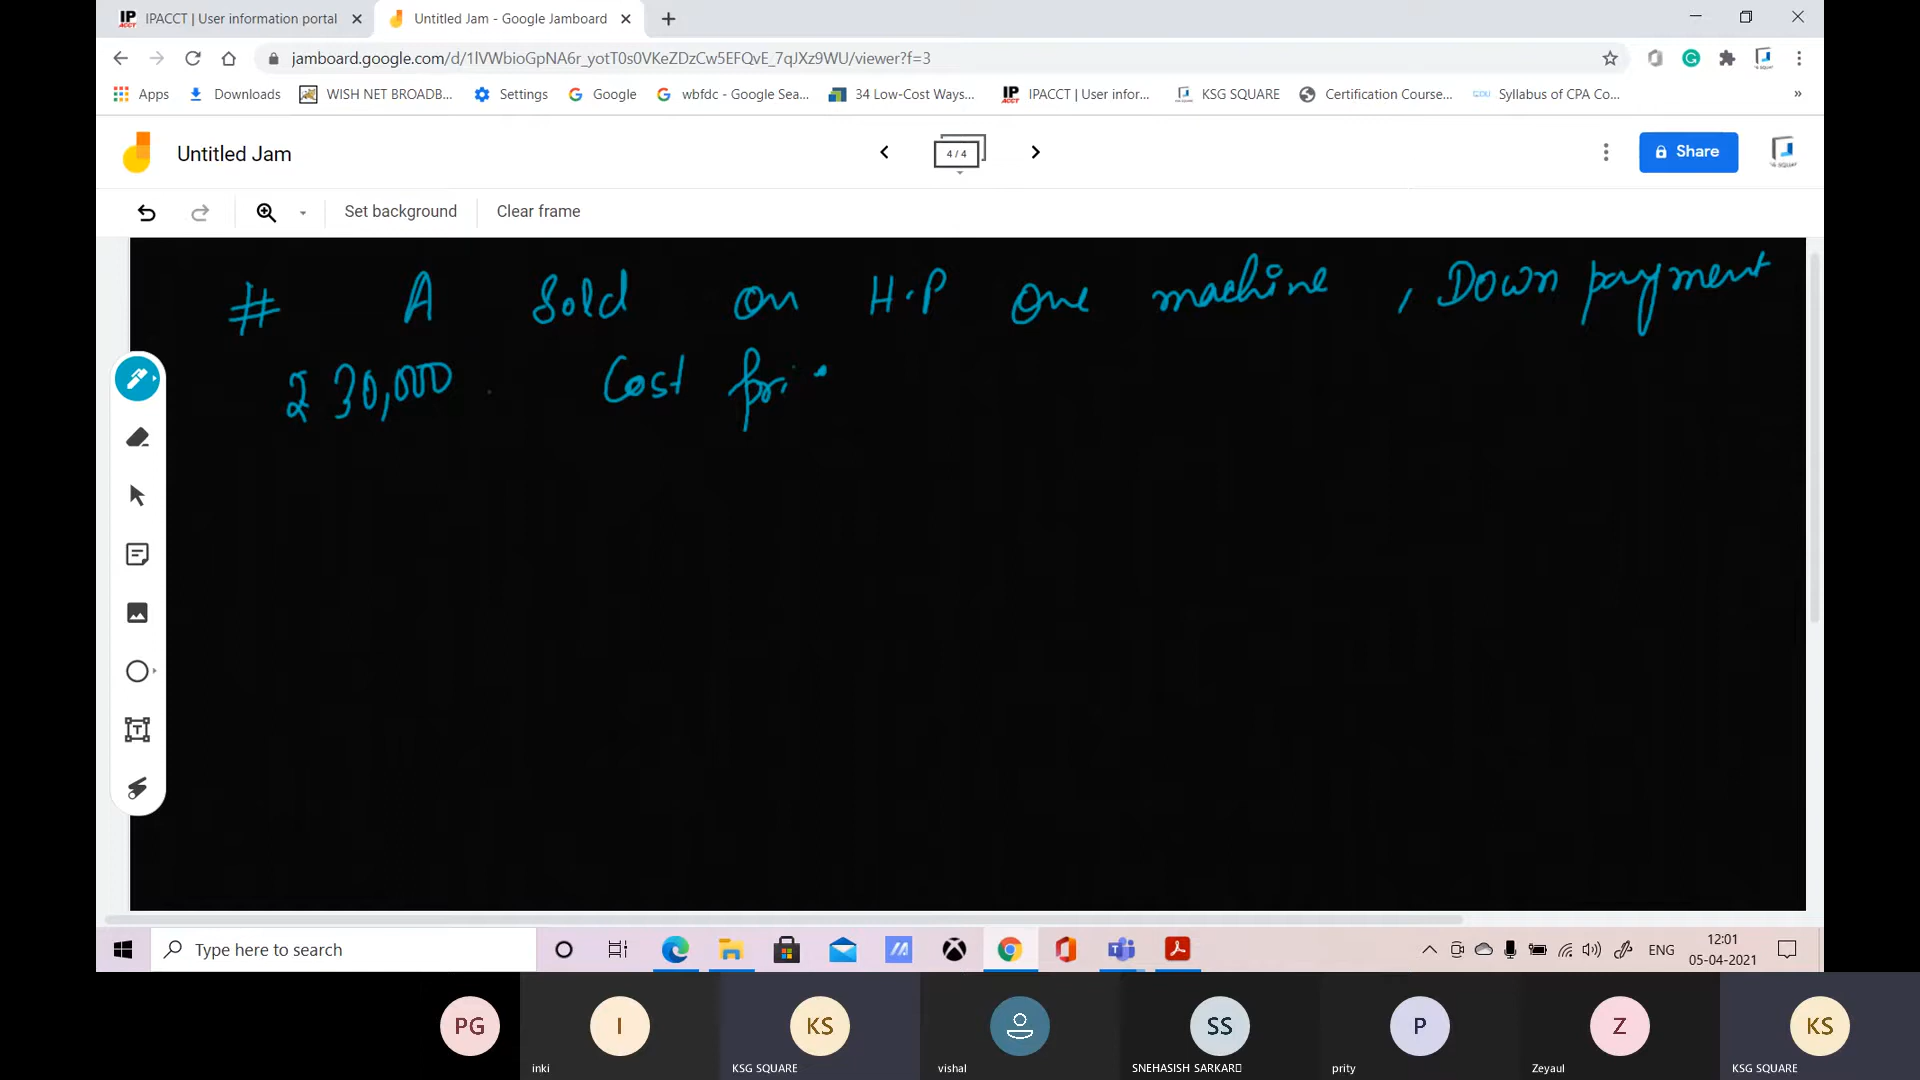 IPACCT | User information portal
Untitled Jam - Google Jamboard
jamboard.google.com/d/1lVWbioGpNA6r_yotT0s0VKeZDzCw5EFQvE_7qJXz9WU/viewer?f=3
Apps Downloads WISH NET BROADB... Settings Google wbfdc - Google Sea... 34 Low-Cost Ways... IPACCT | User infor... KSG SQUARE Certification Course... Syllabus of CPA Co... »
Untitled Jam
4 / 4
Share
Set background Clear frame
# A Sold on H.P One machine , Down payment
₹ 30,000 . Cost pri
Type here to search
ENG
12:01
05-04-2021
PG I KS SS P Z KS
inki KSG SQUARE vishal SNEHASISH SARKAR prity Zeyaul KSG SQUARE